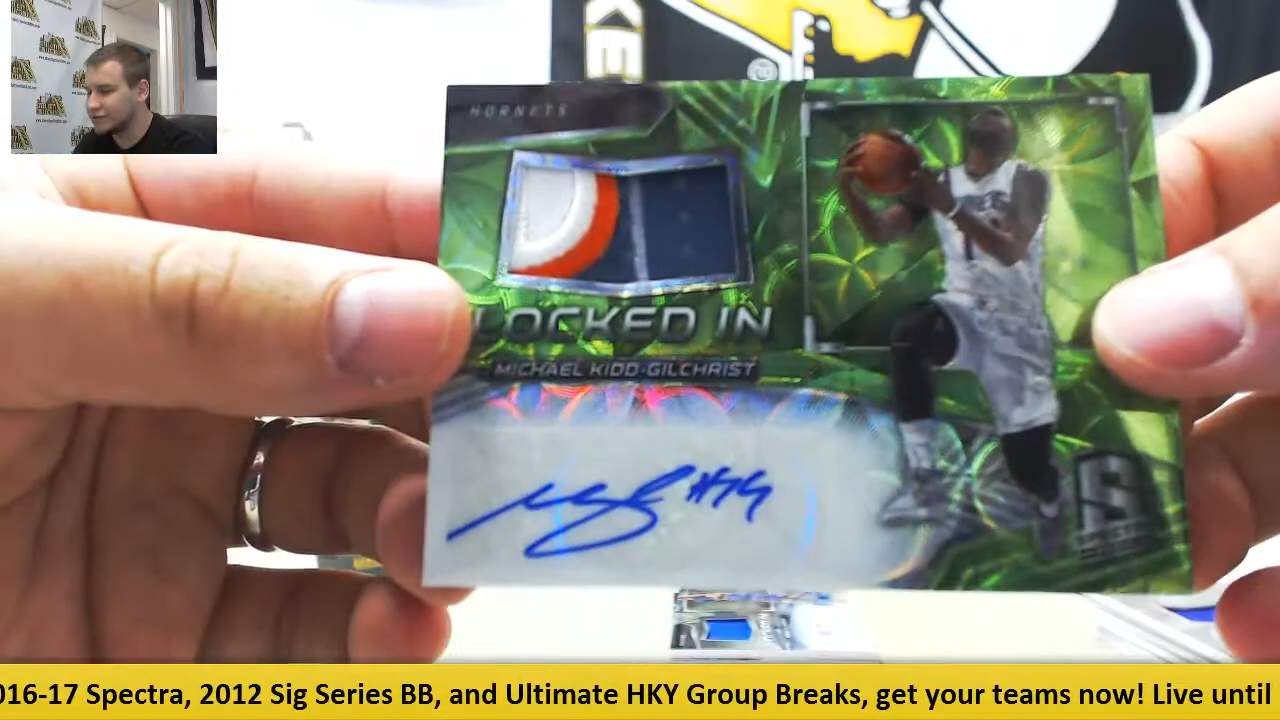 HORNETS
LOCKED IN
MICHAEL KIDD-GILCHRIST
#14
016-17 Spectra, 2012 Sig Series BB, and Ultimate HKY Group Breaks, get your teams now! Live until